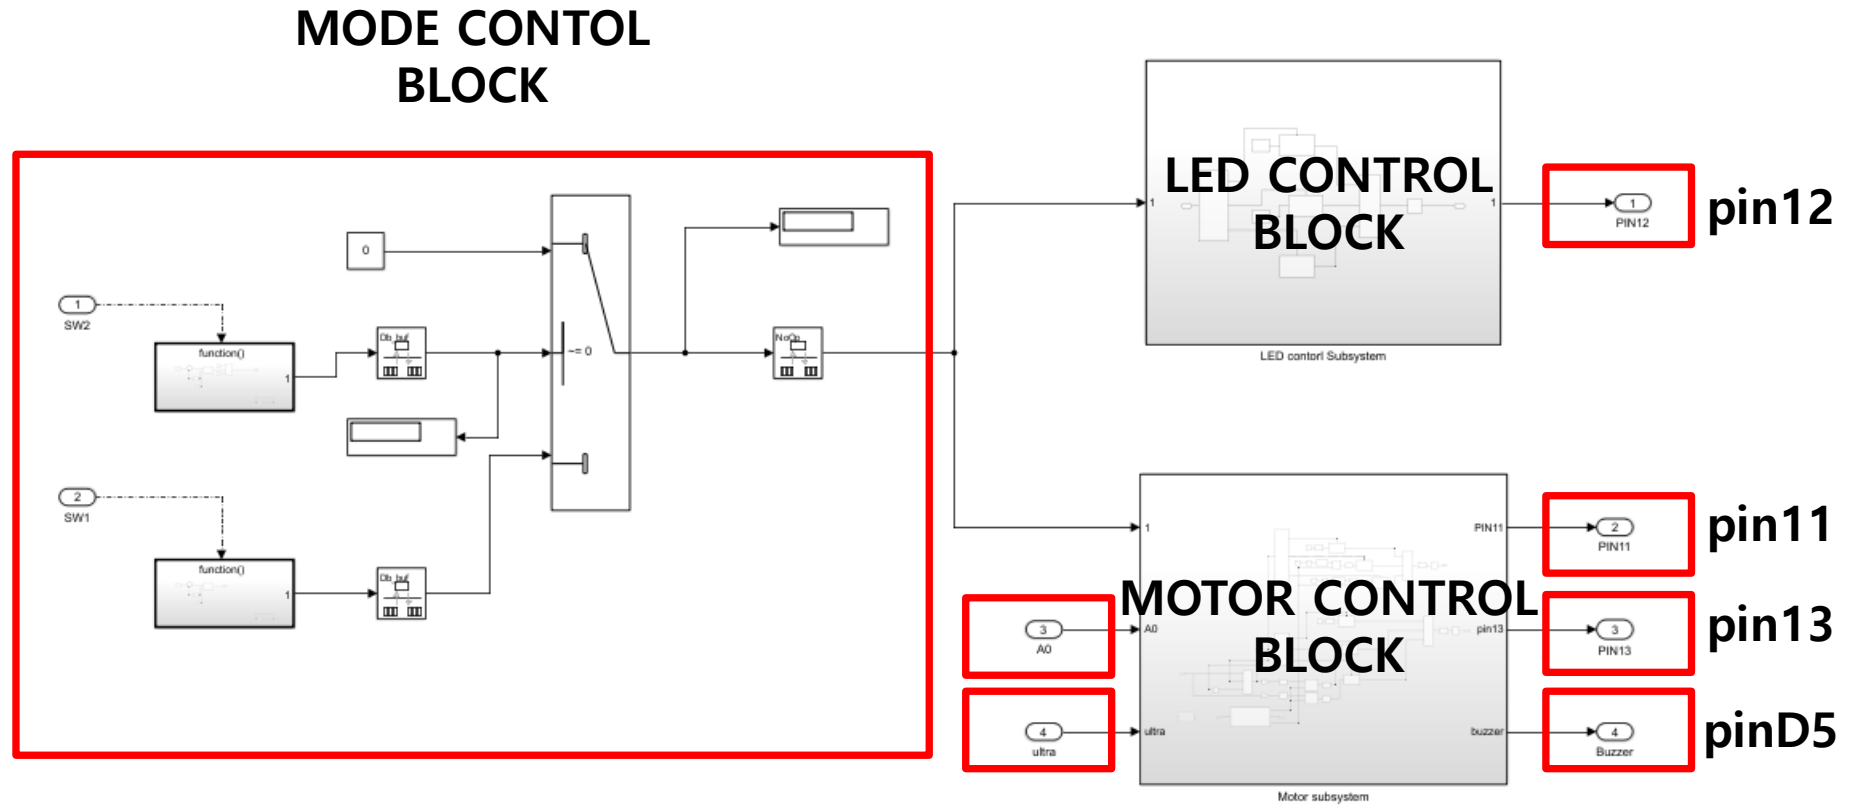 MODE CONTOL
BLOCK
0
1
SW2
function()
1
Db_buf
~= 0
NoOp
2
SW1
function()
1
Db_buf
1
LED CONTROL
BLOCK
1
LED contorl Subsystem
1
PIN12
pin12
1
PIN11
2
PIN11
pin11
MOTOR CONTROL
BLOCK
3
A0
A0
pin13
3
PIN13
pin13
4
ultra
ultra
buzzer
4
Buzzer
pinD5
Motor subsystem